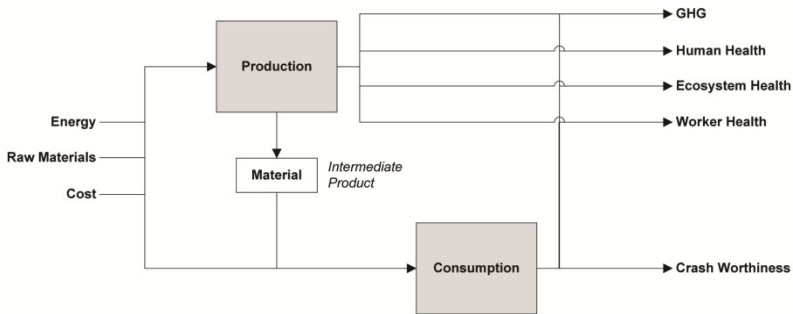 GHG
Human Health
Production
Ecosystem Health
Energy
Worker Health
Raw Materials
Material
Intermediate
Product
Cost
Consumption
Crash Worthiness